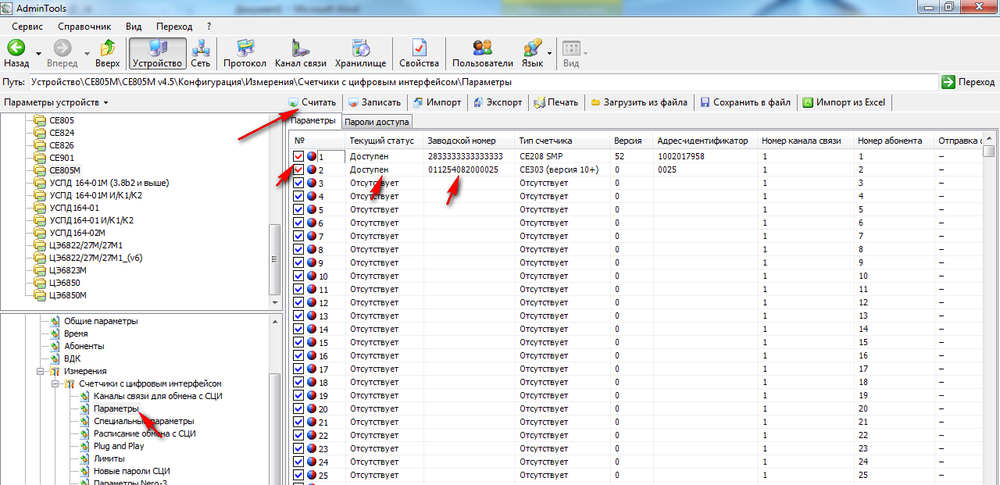 AdminTools
Сервис Справочник Вид Переход ?
Назад Вперед Вверх Устройство Сеть Протокол Канал связи Хранилище Свойства Пользователи Язык Вид
Путь: Устройство\CE805M\CE805M v4.5\Конфигурация\Измерения\Счетчики с цифровым интерфейсом\Параметры Переход
Параметры устройств Считать Записать Импорт Экспорт Печать Загрузить из файла Сохранить в файл Импорт из Excel
CE805
CE824
CE826
CE901
CE805M
УСПД 164-01М (3.8b2 и выше)
УСПД 164-01М И/К1/К2
УСПД164-01
УСПД164-01 И/К1/К2
УСПД164-02М
ЦЭ6822/27М/27М1
ЦЭ6822/27М/27М1_(v6)
ЦЭ6823М
ЦЭ6850
ЦЭ6850М
Общие параметры
Время
Абоненты
ВДК
Измерения
Счетчики с цифровым интерфейсом
Каналы связи для обмена с СЦИ
Параметры
Специальные параметры
Расписание обмена с СЦИ
Plug and Play
Лимиты
Новые пароли СЦИ
Параметры Nero-3
Параметры Пароли доступа
№ Текущий статус Заводской номер Тип счетчика Версия Адрес-идентификатор Номер канала связи Номер абонента Отправка с
1 Доступен 2833333333333333 CE208 SMP 52 1002017958 1 1 –
2 Доступен 011254082000025 CE303 (версия 10+) 0 0025 1 2 –
3 Отсутствует Отсутствует 0 1 3 –
4 Отсутствует Отсутствует 0 1 4 –
5 Отсутствует Отсутствует 0 1 5 –
6 Отсутствует Отсутствует 0 1 6 –
7 Отсутствует Отсутствует 0 1 7 –
8 Отсутствует Отсутствует 0 1 8 –
9 Отсутствует Отсутствует 0 1 9 –
10 Отсутствует Отсутствует 0 1 10 –
11 Отсутствует Отсутствует 0 1 11 –
12 Отсутствует Отсутствует 0 1 12 –
13 Отсутствует Отсутствует 0 1 13 –
14 Отсутствует Отсутствует 0 1 14 –
15 Отсутствует Отсутствует 0 1 15 –
16 Отсутствует Отсутствует 0 1 16 –
17 Отсутствует Отсутствует 0 1 17 –
18 Отсутствует Отсутствует 0 1 18 –
19 Отсутствует Отсутствует 0 1 19 –
20 Отсутствует Отсутствует 0 1 20 –
21 Отсутствует Отсутствует 0 1 21 –
22 Отсутствует Отсутствует 0 1 22 –
23 Отсутствует Отсутствует 0 1 23 –
24 Отсутствует Отсутствует 0 1 24 –
25 Отсутствует Отсутствует 0 1 25 –